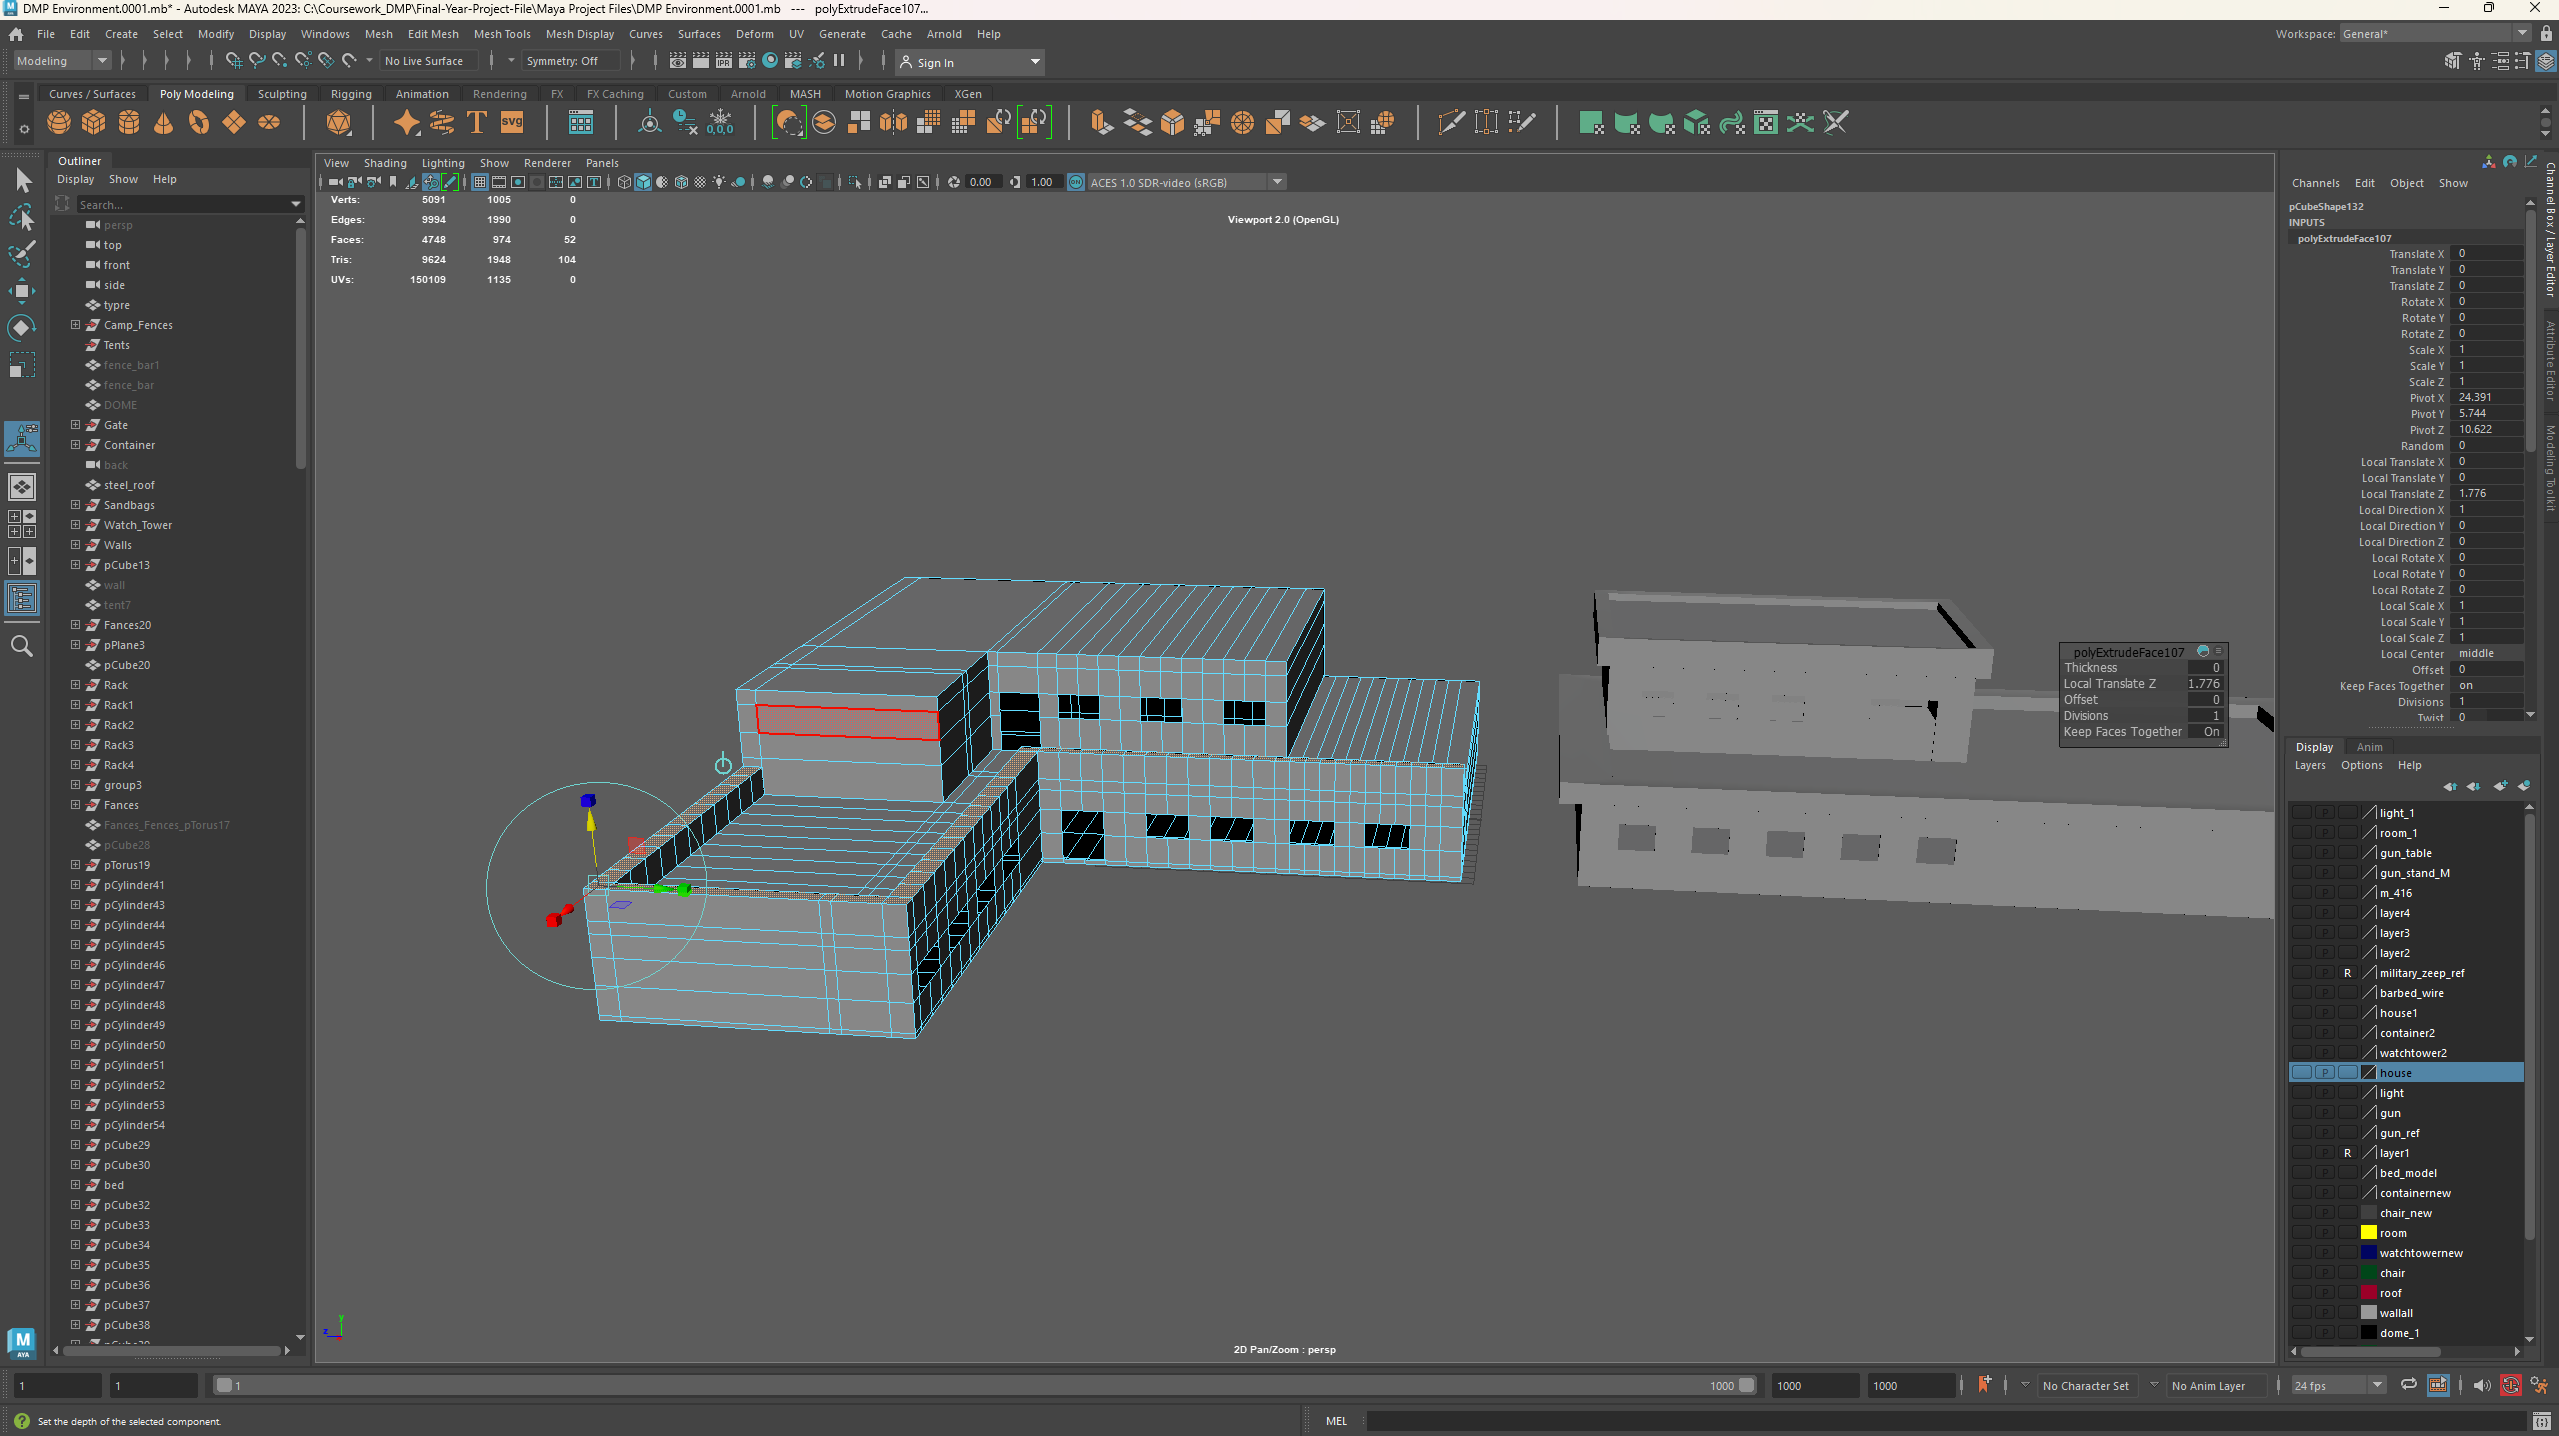 DMP Environment.0001.mb* - Autodesk MAYA 2023: C:\Coursework_DMP\Final-Year-Project-File\Maya Project Files\DMP Environment.0001.mb --- polyExtrudeFace107...
File Edit Create Select Modify Display Windows Mesh Edit Mesh Mesh Tools Mesh Display Curves Surfaces Deform UV Generate Cache Arnold Help
Workspace: General*
Modeling
No Live Surface
Symmetry: Off
Sign In
Curves / Surfaces Poly Modeling Sculpting Rigging Animation Rendering FX FX Caching Custom Arnold MASH Motion Graphics XGen
Outliner
Display Show Help
Search...
persp
top
front
side
typre
Camp_Fences
Tents
fence_bar1
fence_bar
DOME
Gate
Container
back
steel_roof
Sandbags
Watch_Tower
Walls
pCube13
wall
tent7
Fances20
pPlane3
pCube20
Rack
Rack1
Rack2
Rack3
Rack4
group3
Fances
Fances_Fences_pTorus17
pCube28
pTorus19
pCylinder41
pCylinder43
pCylinder44
pCylinder45
pCylinder46
pCylinder47
pCylinder48
pCylinder49
pCylinder50
pCylinder51
pCylinder52
pCylinder53
pCylinder54
pCube29
pCube30
bed
pCube32
pCube33
pCube34
pCube35
pCube36
pCube37
pCube38
View Shading Lighting Show Renderer Panels
0.00
1.00
ACES 1.0 SDR-video (sRGB)
Verts: 5091 1005 0
Edges: 9994 1990 0
Faces: 4748 974 52
Tris: 9624 1948 104
UVs: 150109 1135 0
Viewport 2.0 (OpenGL)
polyExtrudeFace107
Thickness 0
Local Translate Z 1.776
Offset 0
Divisions 1
Keep Faces Together On
2D Pan/Zoom : persp
Channels Edit Object Show
pCubeShape132
INPUTS
polyExtrudeFace107
Translate X 0
Translate Y 0
Translate Z 0
Rotate X 0
Rotate Y 0
Rotate Z 0
Scale X 1
Scale Y 1
Scale Z 1
Pivot X 24.391
Pivot Y 5.744
Pivot Z 10.622
Random 0
Local Translate X 0
Local Translate Y 0
Local Translate Z 1.776
Local Direction X 1
Local Direction Y 0
Local Direction Z 0
Local Rotate X 0
Local Rotate Y 0
Local Rotate Z 0
Local Scale X 1
Local Scale Y 1
Local Scale Z 1
Local Center middle
Offset 0
Keep Faces Together on
Divisions 1
Twist 0
Channel Box / Layer Editor
Attribute Editor
Modeling Toolkit
Display Anim
Layers Options Help
P light_1
P room_1
P gun_table
P gun_stand_M
P m_416
P layer4
P layer3
P layer2
P R military_zeep_ref
P barbed_wire
P house1
P container2
P watchtower2
P house
P light
P gun
P gun_ref
P R layer1
P bed_model
P containernew
P chair_new
P room
P watchtowernew
P chair
P roof
P wallall
P dome_1
1
1
1
1000
1000
1000
No Character Set
No Anim Layer
24 fps
Set the depth of the selected component.
MEL